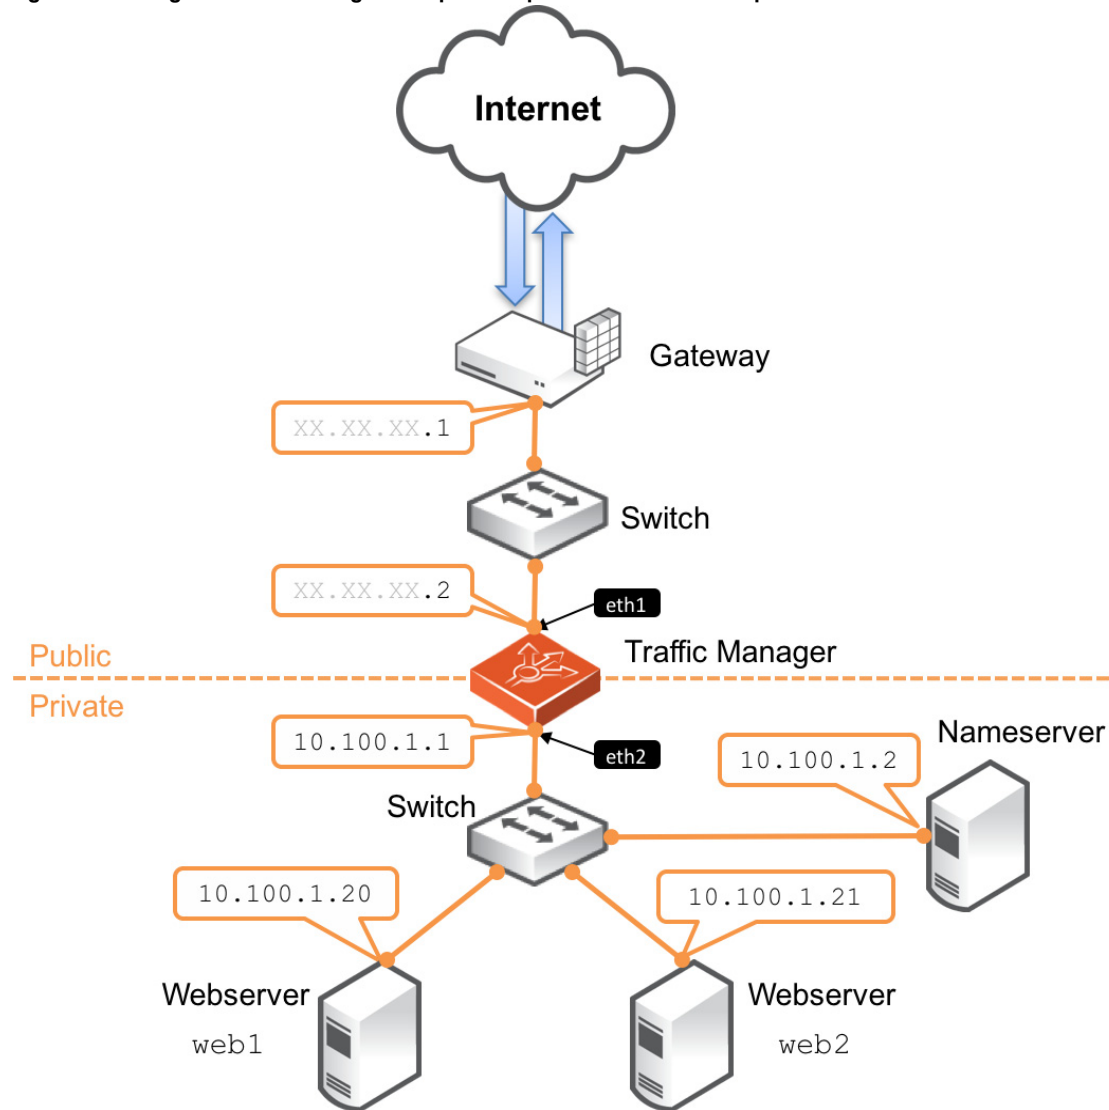 Internet
Gateway
XX.XX.XX.1
Switch
XX.XX.XX.2
eth1
Traffic Manager
Public
Private
10.100.1.1
eth2
Nameserver
10.100.1.2
Switch
10.100.1.20
10.100.1.21
Webserver
web1
Webserver
web2